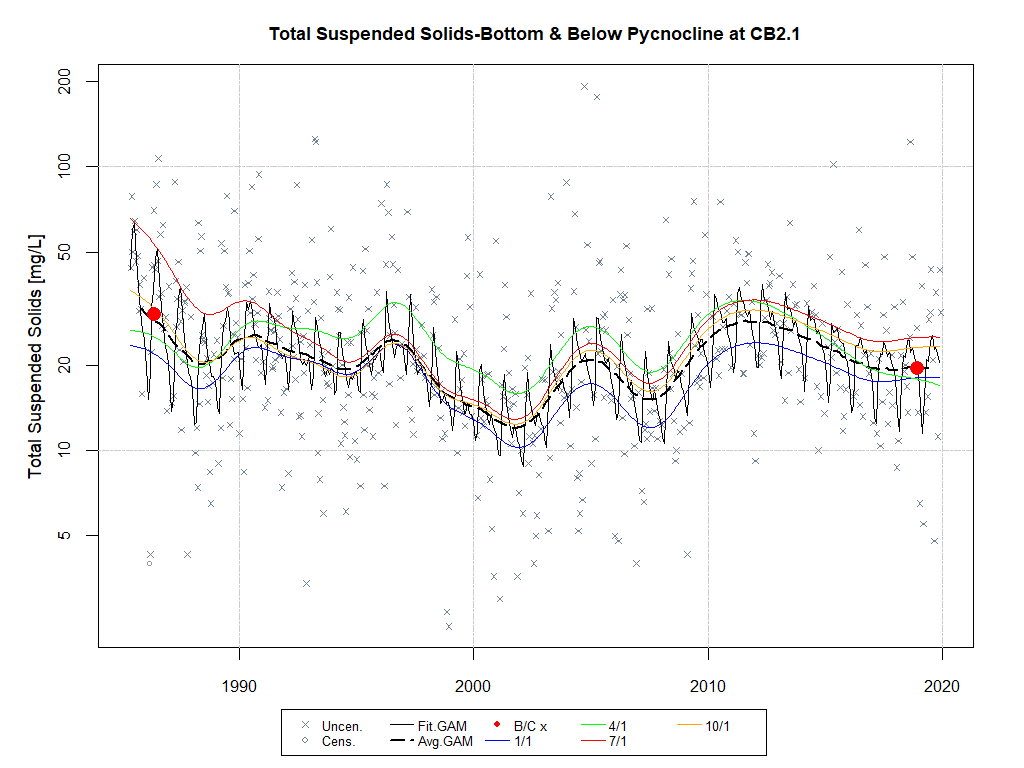 Total Suspended Solids-Bottom & Below Pycnocline at CB2.1
Total Suspended Solids [mg/L]
200
100
50
20
10
5
1990 2000 2010 2020
Uncen. Fit.GAM B/C x 4/1 10/1
Cens. Avg.GAM 1/1 7/1